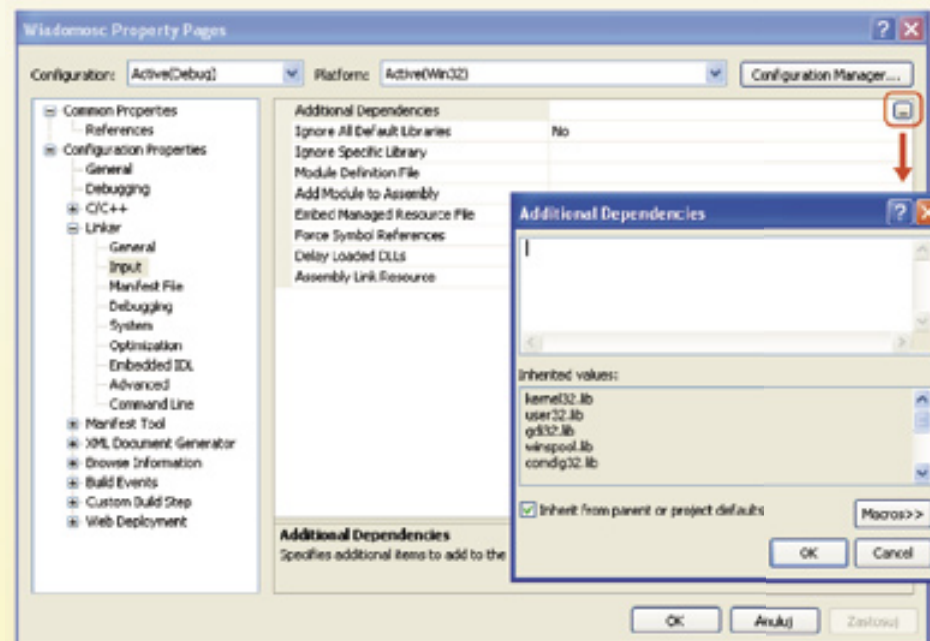 Wiadomosc Property Pages
Configuration: Active(Debug) Platform: Active(Win32) Configuration Manager...
Common Properties
References
Configuration Properties
General
Debugging
C/C++
Linker
General
Input
Manifest File
Debugging
System
Optimization
Embedded IDL
Advanced
Command Line
Manifest Tool
XML Document Generator
Browse Information
Build Events
Custom Build Step
Web Deployment
Additional Dependencies
Ignore All Default Libraries No
Ignore Specific Library
Module Definition File
Add Module to Assembly
Embed Managed Resource File
Force Symbol References
Delay Loaded DLLs
Assembly Link Resource
Additional Dependencies
Specifies additional items to add to the
Additional Dependencies
Inherited values:
kernel32.lib
user32.lib
gdi32.lib
winspool.lib
comdlg32.lib
Inherit from parent or project defaults
Macros>>
OK Cancel
OK Anuluj Zastosuj